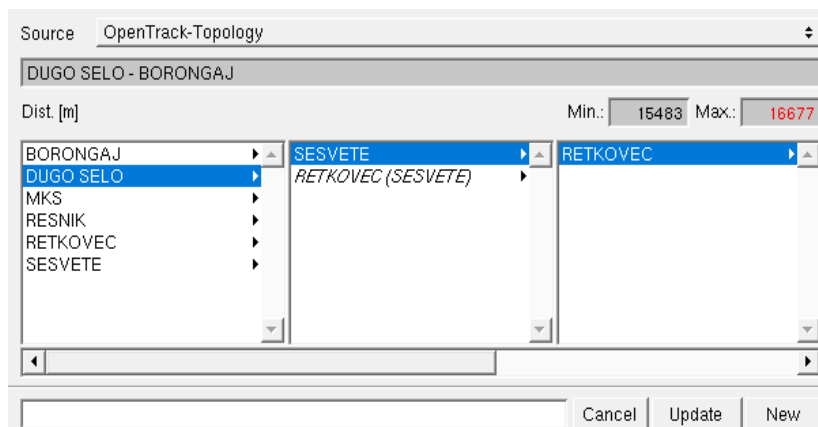 Source OpenTrack-Topology
DUGO SELO - BORONGAJ
Dist. [m] Min.: 15483 Max.: 16677
BORONGAJ SESVETE RETKOVEC
DUGO SELO RETKOVEC (SESVETE)
MKS
RESNIK
RETKOVEC
SESVETE
Cancel Update New